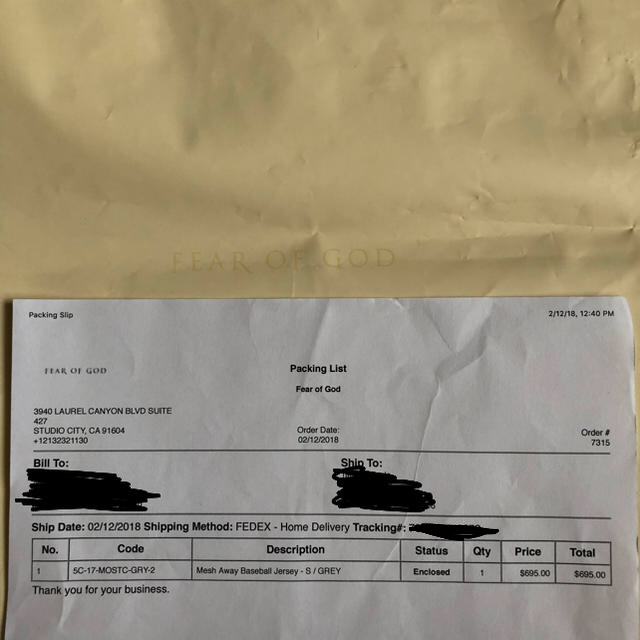 FEAR OF GOD
Packing Slip 2/12/18, 12:40 PM
FEAR OF GOD
Packing List
Fear of God
3940 LAUREL CANYON BLVD SUITE
427
STUDIO CITY, CA 91604
+12132321130
Order Date:
02/12/2018
Order #
7315
Bill To: Ship To:
Ship Date: 02/12/2018 Shipping Method: FEDEX - Home Delivery Tracking#:
No. Code Description Status Qty Price Total
1 5C-17-MOSTC-GRY-2 Mesh Away Baseball Jersey - S / GREY Enclosed 1 $695.00 $695.00
Thank you for your business.